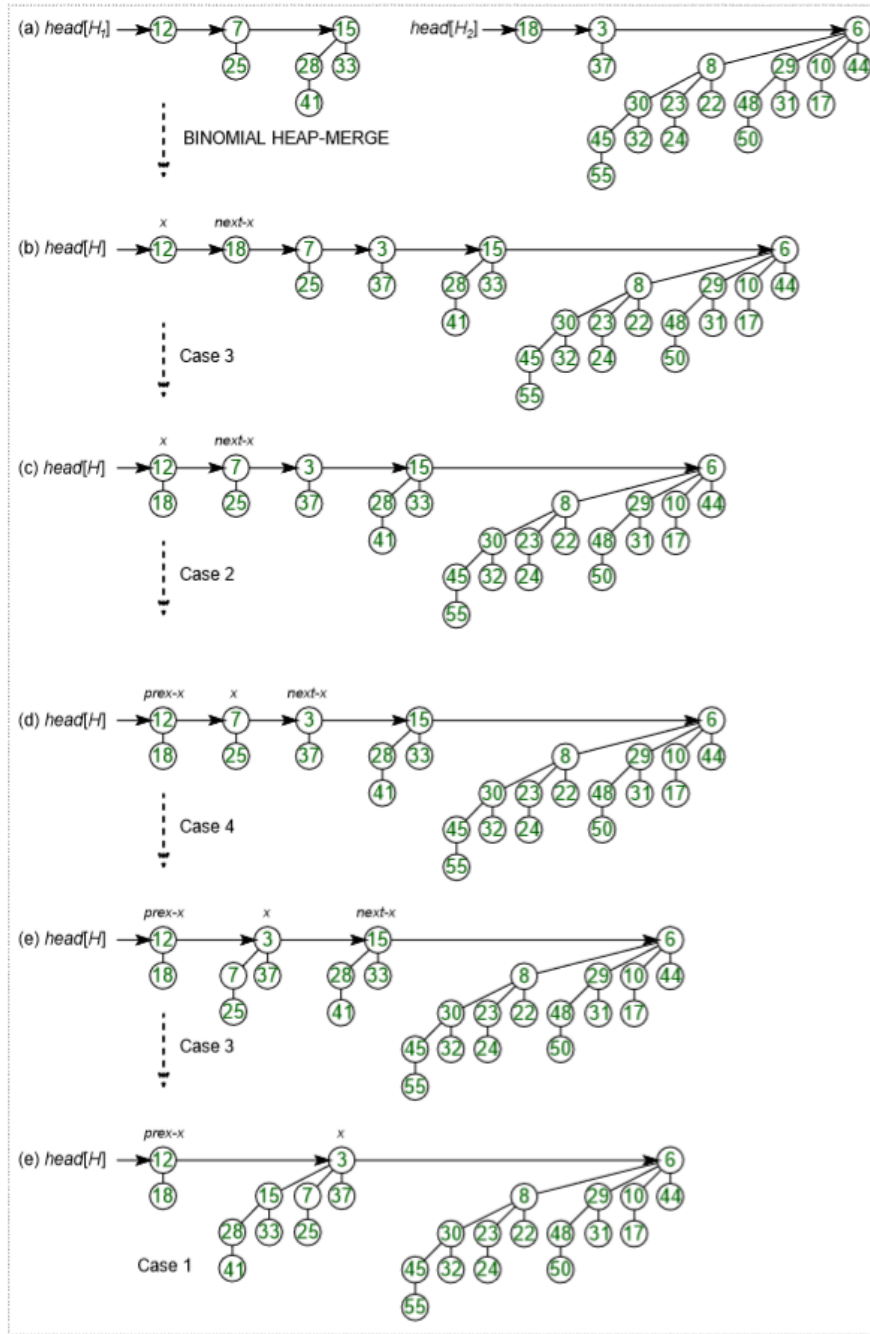 (a) head[H₁] 12 7 15 head[H₂] 18 3 6
25 28 33 37 8 29 10 44
41 30 23 22 48 31 17
BINOMIAL HEAP-MERGE 45 32 24 50
55
x next-x
(b) head[H] 12 18 7 3 15 6
25 37 28 33 8 29 10 44
41 30 23 22 48 31 17
Case 3 45 32 24 50
55
x next-x
(c) head[H] 12 7 3 15 6
18 25 37 28 33 8 29 10 44
41 30 23 22 48 31 17
Case 2 45 32 24 50
55
prex-x x next-x
(d) head[H] 12 7 3 15 6
18 25 37 28 33 8 29 10 44
41 30 23 22 48 31 17
Case 4 45 32 24 50
55
prex-x x next-x
(e) head[H] 12 3 15 6
18 7 37 28 33 8 29 10 44
25 41 30 23 22 48 31 17
Case 3 45 32 24 50
55
prex-x x
(e) head[H] 12 3 6
18 15 7 37 8 29 10 44
28 33 25 30 23 22 48 31 17
Case 1 41 45 32 24 50
55